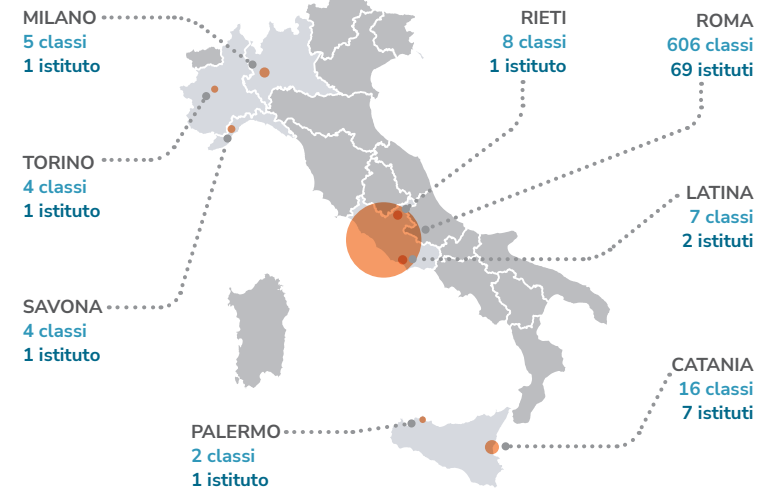 MILANO
5 classi
1 istituto
RIETI
8 classi
1 istituto
ROMA
606 classi
69 istituti
TORINO
4 classi
1 istituto
LATINA
7 classi
2 istituti
SAVONA
4 classi
1 istituto
CATANIA
16 classi
7 istituti
PALERMO
2 classi
1 istituto